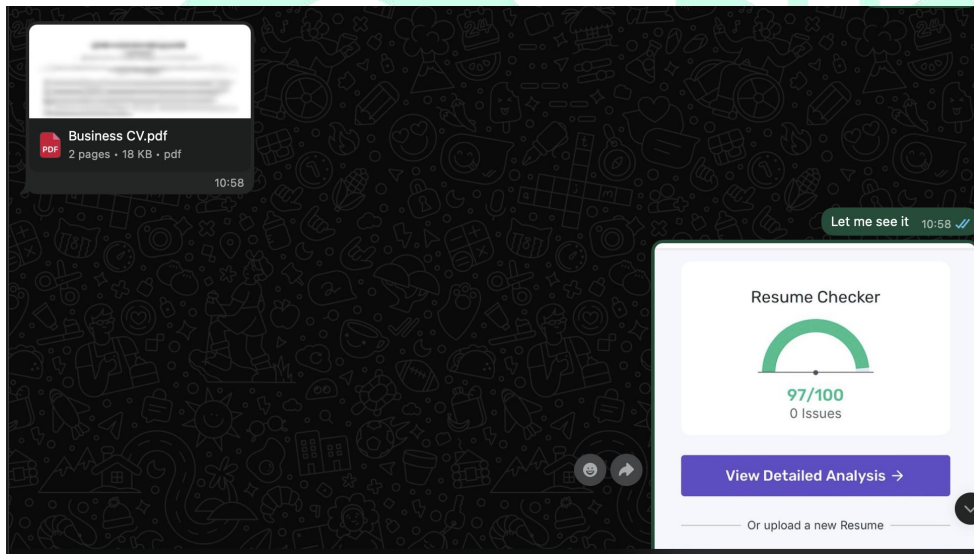 Business CV.pdf
PDF
2 pages • 18 KB • pdf
10:58
Let me see it 10:58
Resume Checker
97/100
0 Issues
View Detailed Analysis →
Or upload a new Resume